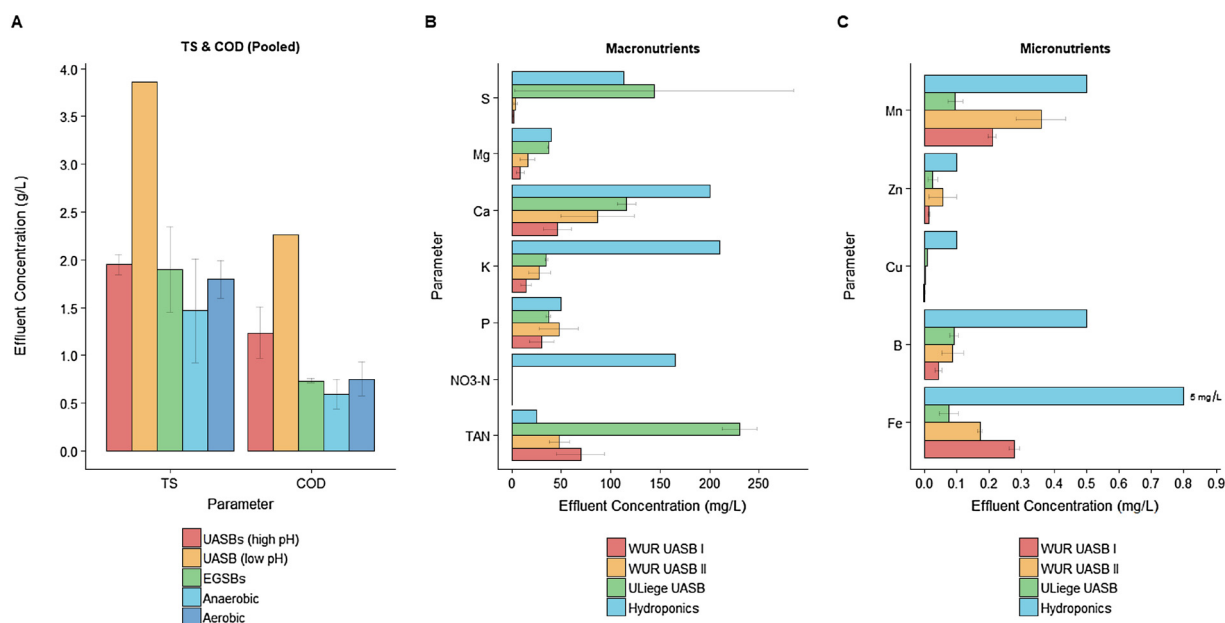 A
TS & COD (Pooled)
Effluent Concentration (g/L)
4.0
3.5
3.0
2.5
2.0
1.5
1.0
0.5
0.0
TS
COD
Parameter
UASBs (high pH)
UASB (low pH)
EGSBs
Anaerobic
Aerobic
B
Macronutrients
Parameter
S
Mg
Ca
K
P
NO3-N
TAN
0
50
100
150
200
250
Effluent Concentration (mg/L)
WUR UASB I
WUR UASB II
ULiege UASB
Hydroponics
C
Micronutrients
Parameter
Mn
Zn
Cu
B
Fe
5 mg/L
0.0
0.1
0.2
0.3
0.4
0.5
0.6
0.7
0.8
0.9
Effluent Concentration (mg/L)
WUR UASB I
WUR UASB II
ULiege UASB
Hydroponics